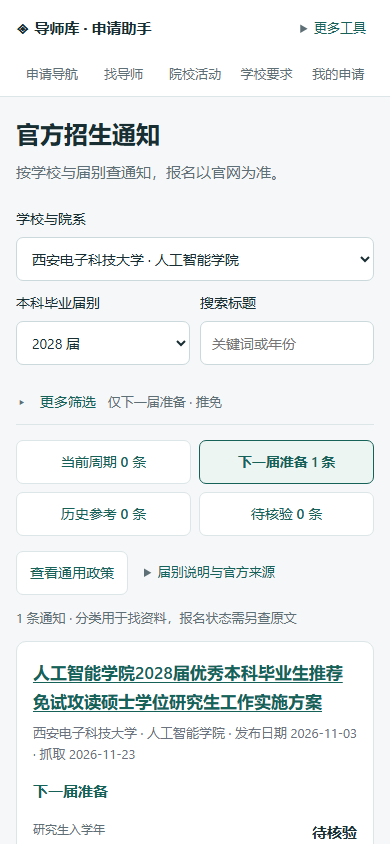 ◈ 导师库 · 申请助手
▶ 更多工具
申请导航 找导师 院校活动 学校要求 我的申请
官方招生通知
按学校与届别查通知，报名以官网为准。
学校与院系
西安电子科技大学 · 人工智能学院
本科毕业届别 搜索标题
2028 届 关键词或年份
▸ 更多筛选 仅下一届准备 · 推免
当前周期 0 条 下一届准备 1 条
历史参考 0 条 待核验 0 条
查看通用政策 ▶ 届别说明与官方来源
1 条通知 · 分类用于找资料，报名状态需另查原文
人工智能学院2028届优秀本科毕业生推荐
免试攻读硕士学位研究生工作实施方案
西安电子科技大学 · 人工智能学院 · 发布日期 2026-11-03
· 抓取 2026-11-23
下一届准备
研究生入学年 待核验